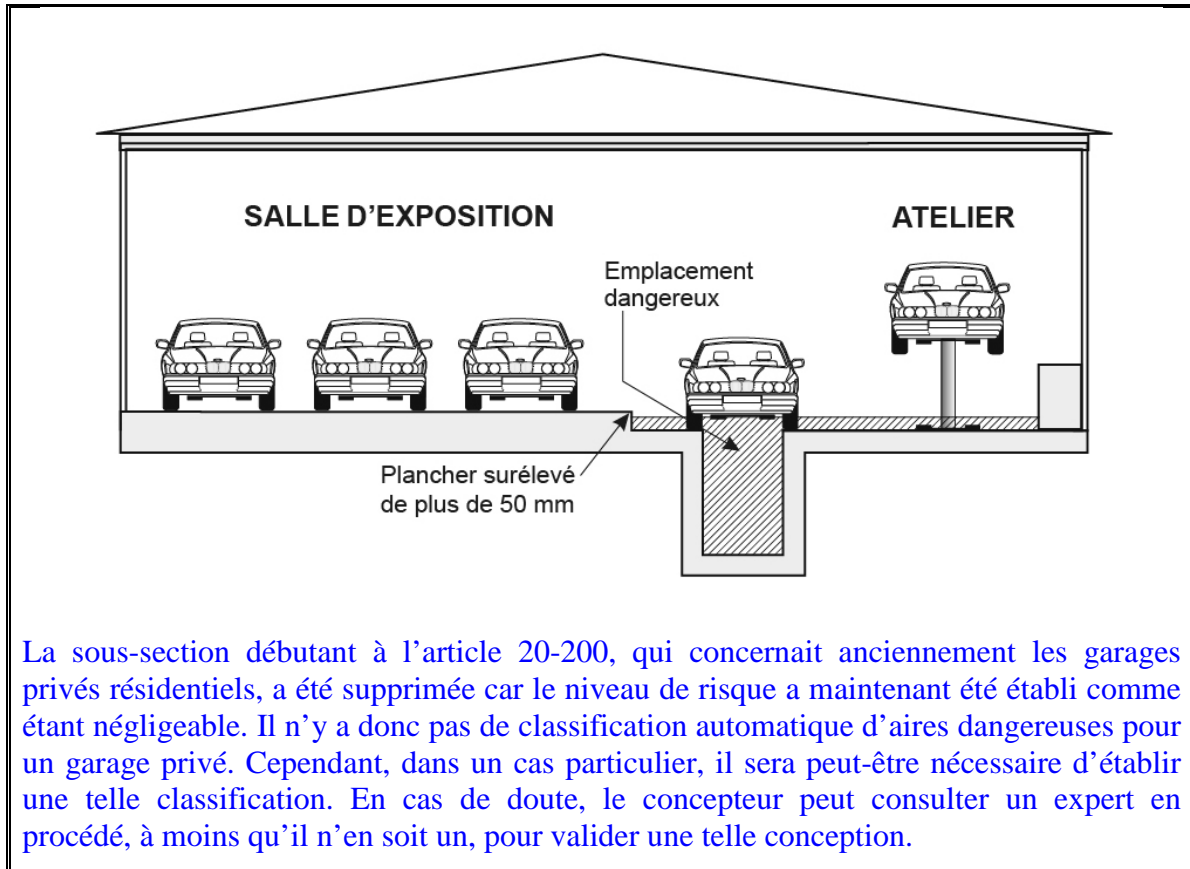 SALLE D’EXPOSITION
ATELIER
Emplacement
dangereux
Plancher surélevé
de plus de 50 mm
La sous-section débutant à l’article 20-200, qui concernait anciennement les garages
privés résidentiels, a été supprimée car le niveau de risque a maintenant été établi comme
étant négligeable. Il n’y a donc pas de classification automatique d’aires dangereuses pour
un garage privé. Cependant, dans un cas particulier, il sera peut-être nécessaire d’établir
une telle classification. En cas de doute, le concepteur peut consulter un expert en
procédé, à moins qu’il n’en soit un, pour valider une telle conception.